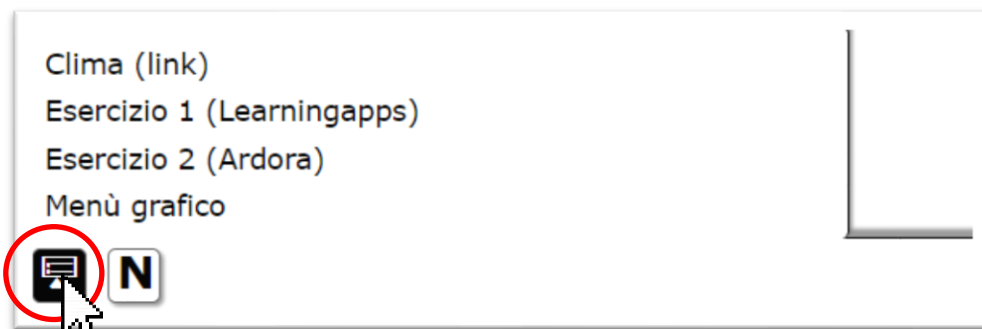 Clima (link)
Esercizio 1 (Learningapps)
Esercizio 2 (Ardora)
Menù grafico
N